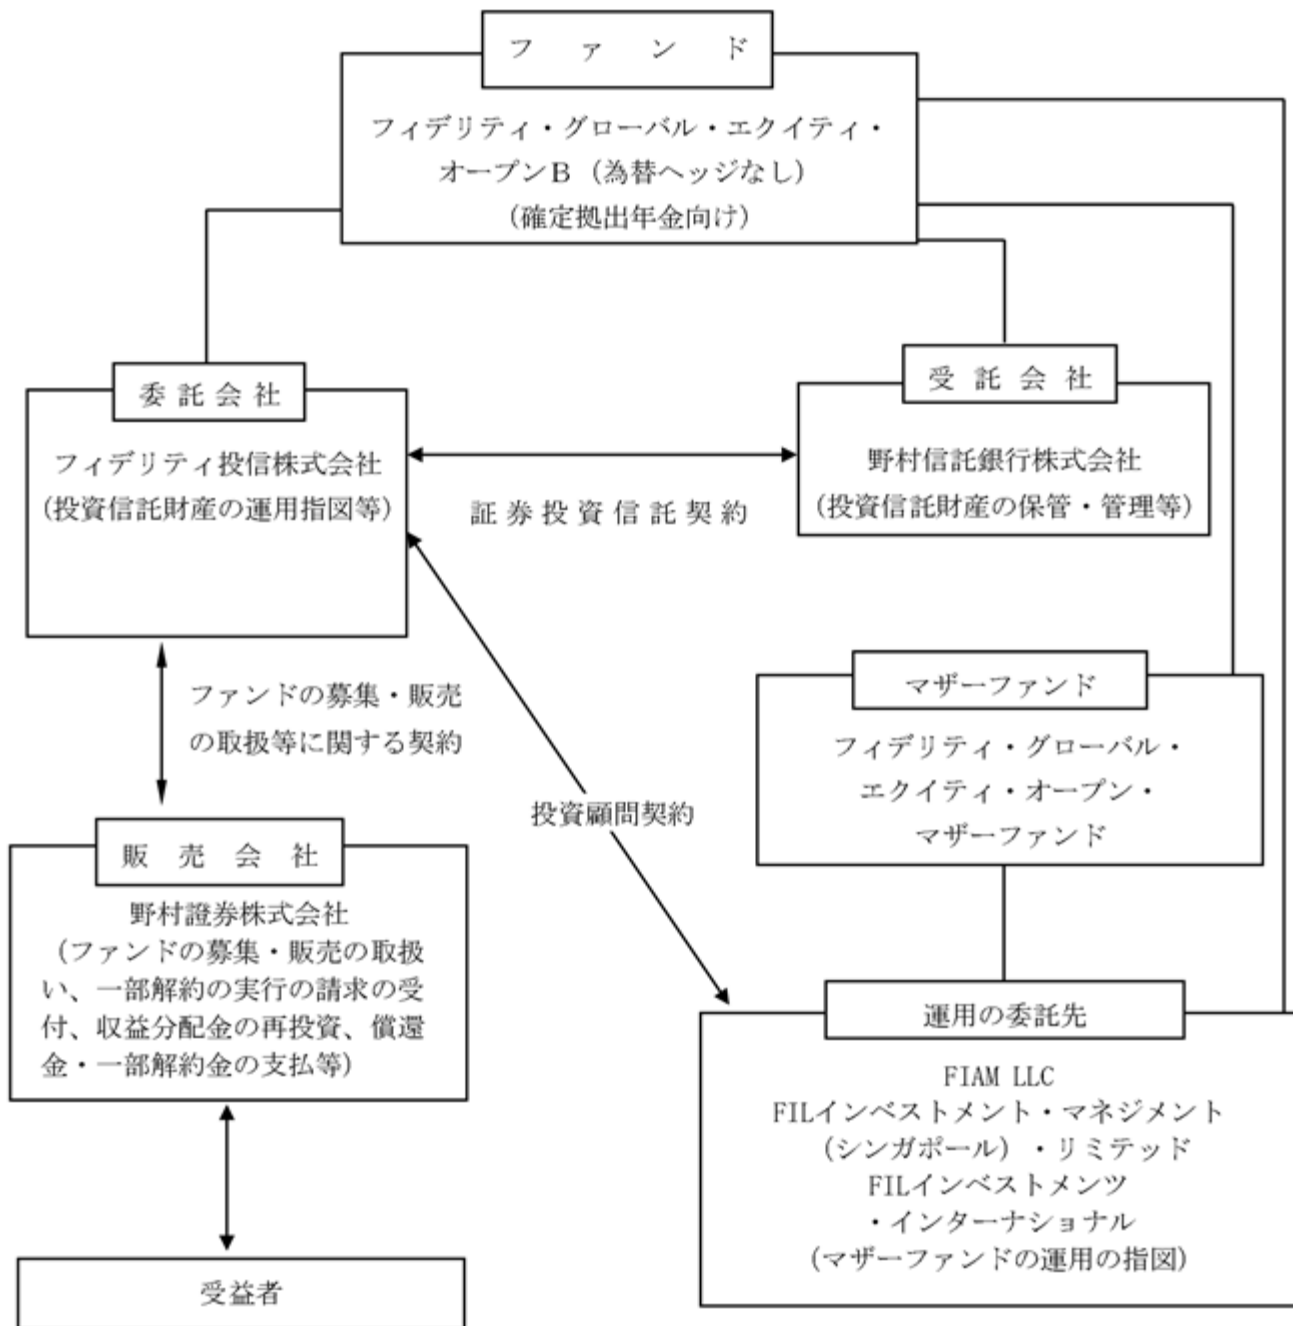 ファンド
フィデリティ・グローバル・エクイティ・
オープンB（為替ヘッジなし）
(確定拠出年金向け)
委託会社
フィデリティ投信株式会社
(投資信託財産の運用指図等)
証券投資信託契約
受託会社
野村信託銀行株式会社
(投資信託財産の保管・管理等)
ファンドの募集・販売
の取扱等に関する契約
投資顧問契約
マザーファンド
フィデリティ・グローバル・
エクイティ・オープン・
マザーファンド
販売会社
野村證券株式会社
（ファンドの募集・販売の取扱
い、一部解約の実行の請求の受
付、収益分配金の再投資、償還
金・一部解約金の支払等）
運用の委託先
FIAM LLC
FILインベストメント・マネジメント
（シンガポール）・リミテッド
FILインベストメンツ
・インターナショナル
(マザーファンドの運用の指図)
受益者